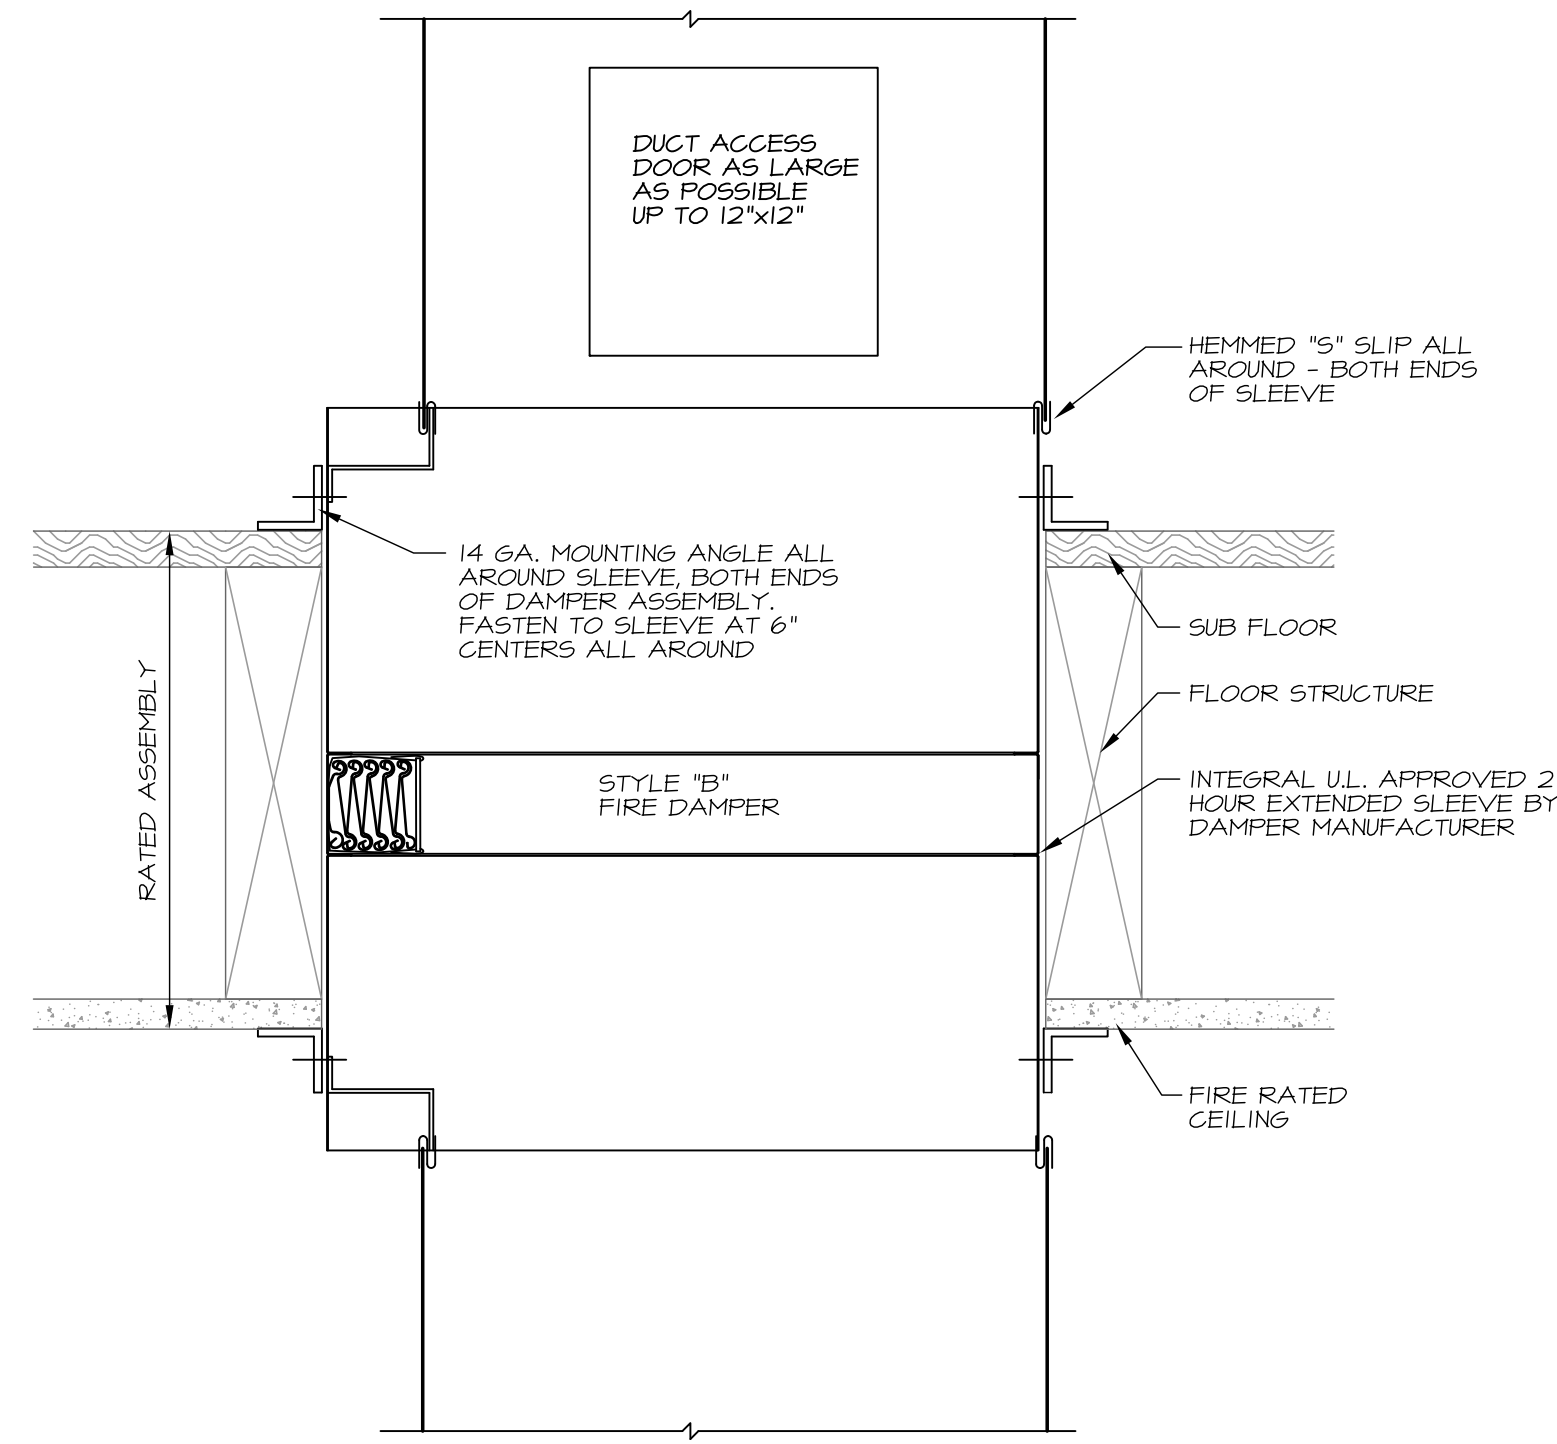 DUCT ACCESS
DOOR AS LARGE
AS POSSIBLE
UP TO 12"x12"
HEMMED "S" SLIP ALL
AROUND - BOTH ENDS
OF SLEEVE
14 GA. MOUNTING ANGLE ALL
AROUND SLEEVE, BOTH ENDS
OF DAMPER ASSEMBLY.
FASTEN TO SLEEVE AT 6"
CENTERS ALL AROUND
SUB FLOOR
FLOOR STRUCTURE
RATED ASSEMBLY
STYLE "B"
FIRE DAMPER
INTEGRAL U.L. APPROVED 2
HOUR EXTENDED SLEEVE BY
DAMPER MANUFACTURER
FIRE RATED
CEILING